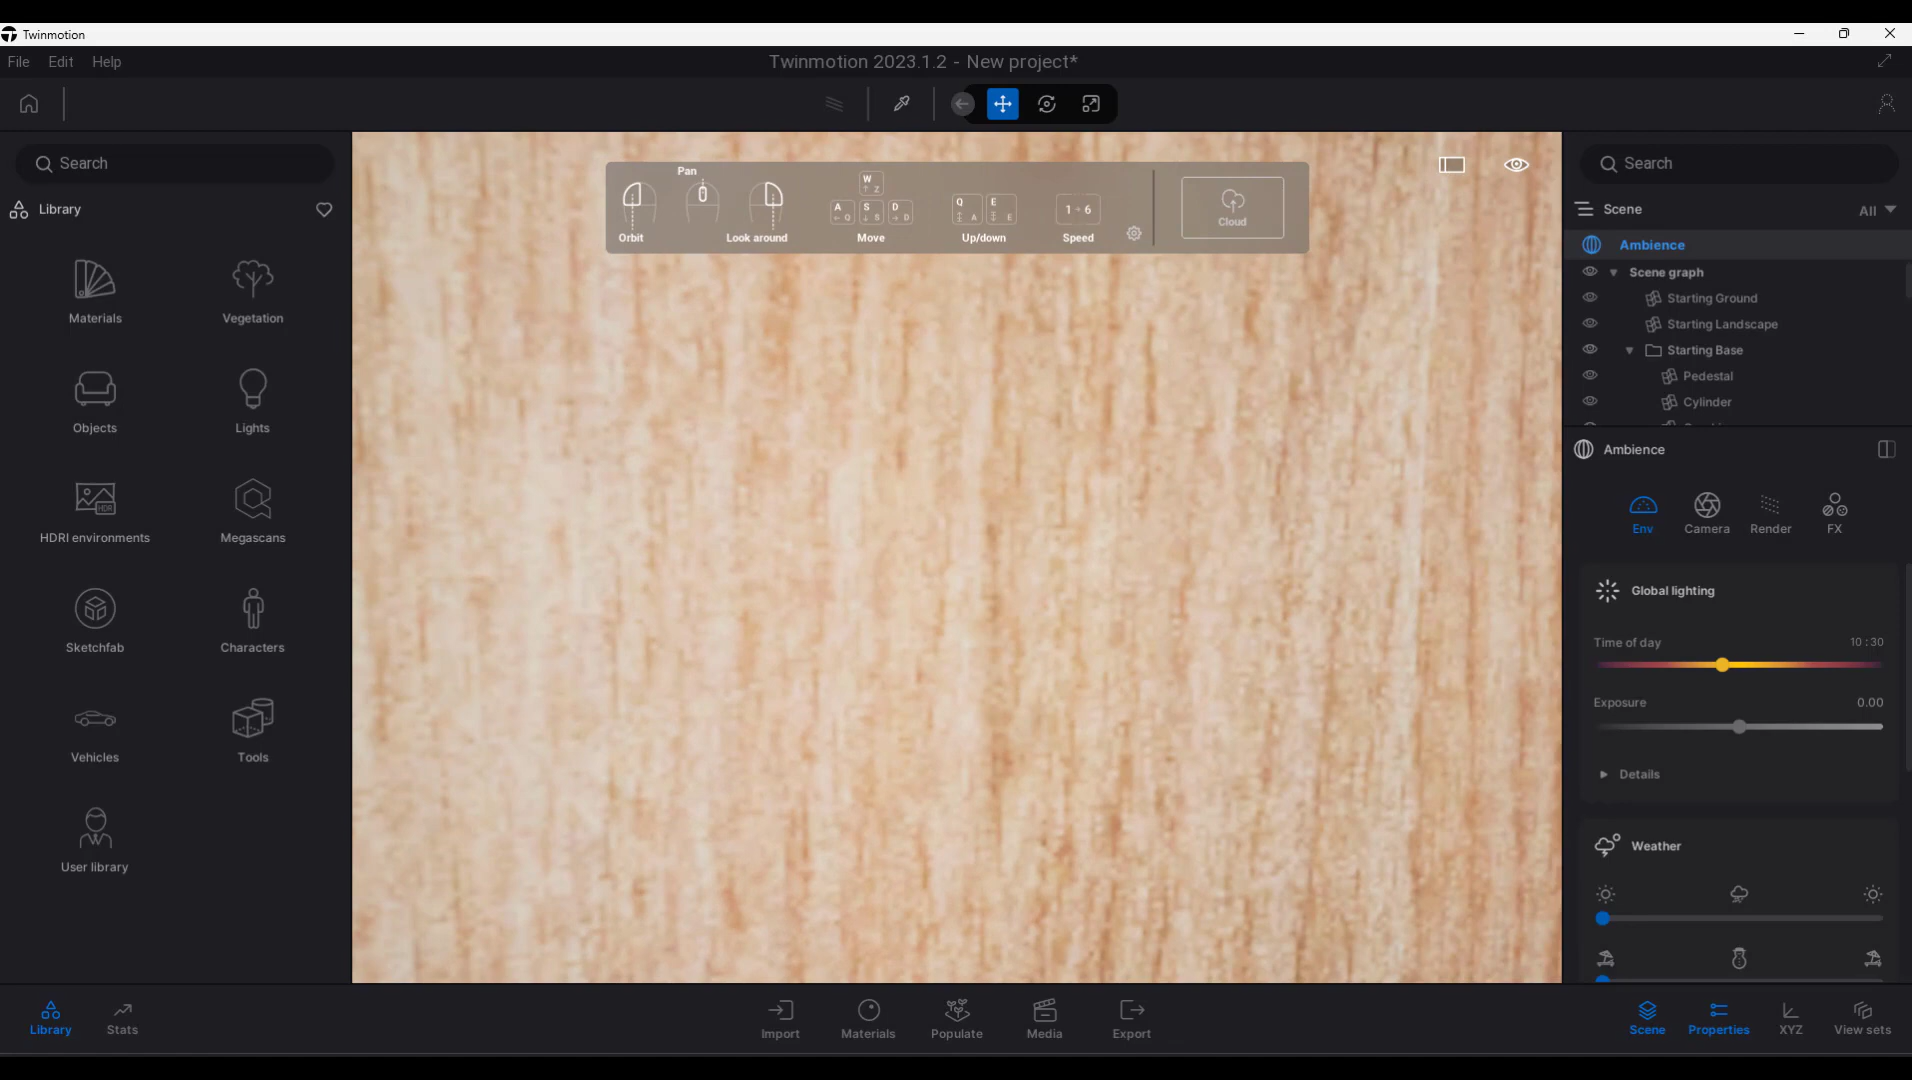 Twinmotion
File Edit Help
Twinmotion 2023.1.2 - New project*
Search
Library
Materials
Vegetation
Objects
Lights
HDR
HDRI environments
Megascans
Sketchfab
Characters
Vehicles
Tools
User library
Pan
Orbit
Look around
W
Z
A
Q
S
S
D
D
Move
Q
A
E
E
Up/down
1 - 6
Speed
Cloud
Search
Scene
All
Ambience
Scene graph
Starting Ground
Starting Landscape
Starting Base
Pedestal
Cylinder
Ambience
Env
Camera
Render
FX
Global lighting
Time of day 10:30
Exposure 0.00
Details
Weather
Library
Stats
Import
Materials
Populate
Media
Export
Scene
Properties
XYZ
View sets